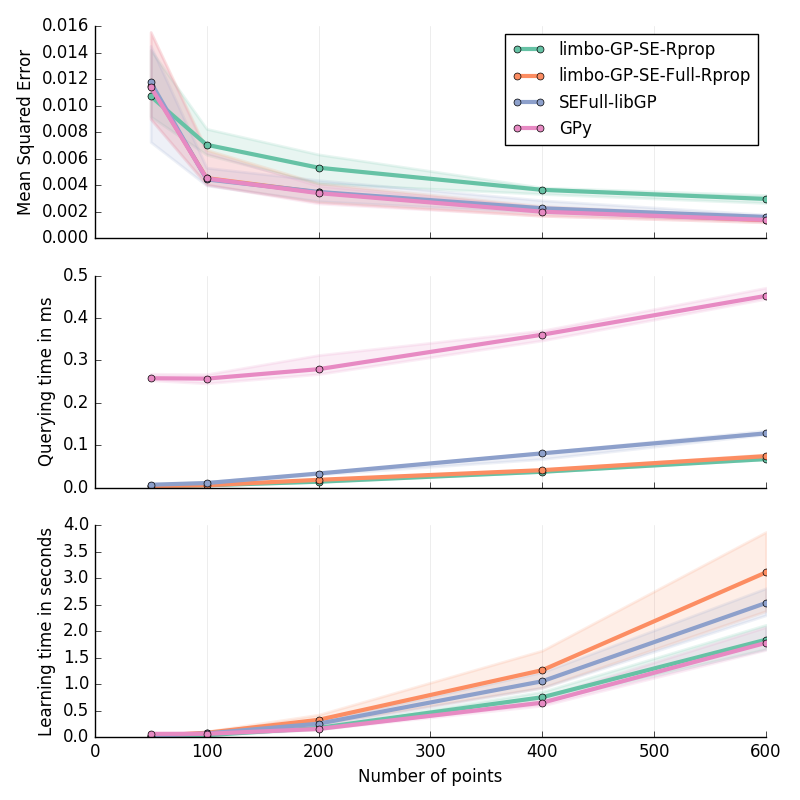 0.016
0.014
0.012
0.010
0.008
0.006
0.004
0.002
0.000
Mean Squared Error
limbo-GP-SE-Rprop
limbo-GP-SE-Full-Rprop
SEFull-libGP
GPy
0.5
0.4
0.3
0.2
0.1
0.0
Querying time in ms
4.0
3.5
3.0
2.5
2.0
1.5
1.0
0.5
0.0
Learning time in seconds
0 100 200 300 400 500 600
Number of points